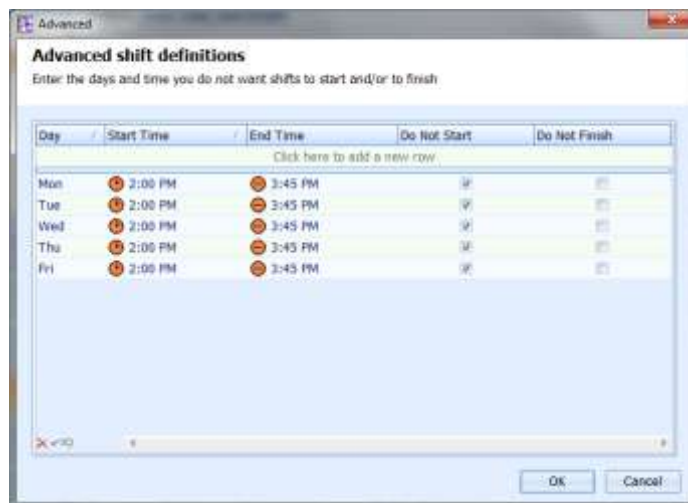 Advanced
Advanced shift definitions
Enter the days and time you do not want shifts to start and/or to finish
Day Start Time End Time Do Not Start Do Not Finish
Click here to add a new row
Mon 2:00 PM 3:45 PM
Tue 2:00 PM 3:45 PM
Wed 2:00 PM 3:45 PM
Thu 2:00 PM 3:45 PM
Fri 2:00 PM 3:45 PM
OK Cancel